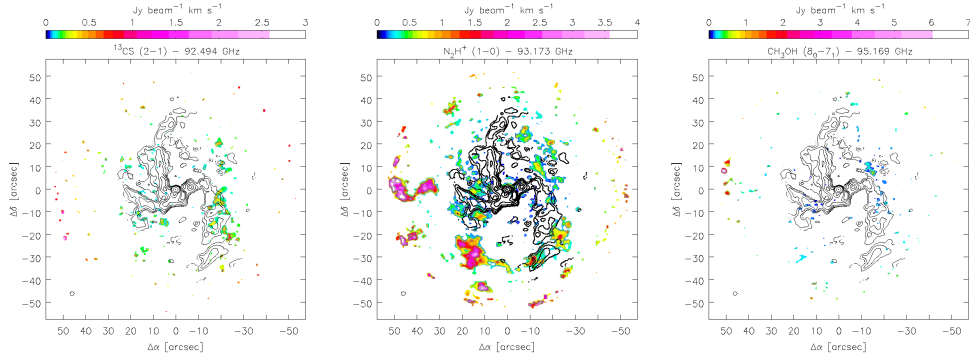 Jy beam⁻¹ km s⁻¹
0 0.5 1 1.5 2 2.5 3
¹³CS (2−1) − 92.494 GHz
50
40
30
20
10
0
−10
−20
−30
−40
−50
Δδ [arcsec]
50 40 30 20 10 0 −10 −30 −50
Δα [arcsec]
Jy beam⁻¹ km s⁻¹
0 0.5 1 1.5 2 2.5 3 3.5 4
N₂H⁺ (1−0) − 93.173 GHz
50
40
30
20
10
0
−10
−20
−30
−40
−50
Δδ [arcsec]
50 40 30 20 10 0 −10 −30 −50
Δα [arcsec]
Jy beam⁻¹ km s⁻¹
0 1 2 3 4 5 6 7
CH₃OH (8₀−7₁) − 95.169 GHz
50
40
30
20
10
0
−10
−20
−30
−40
−50
Δδ [arcsec]
50 40 30 20 10 0 −10 −30 −50
Δα [arcsec]